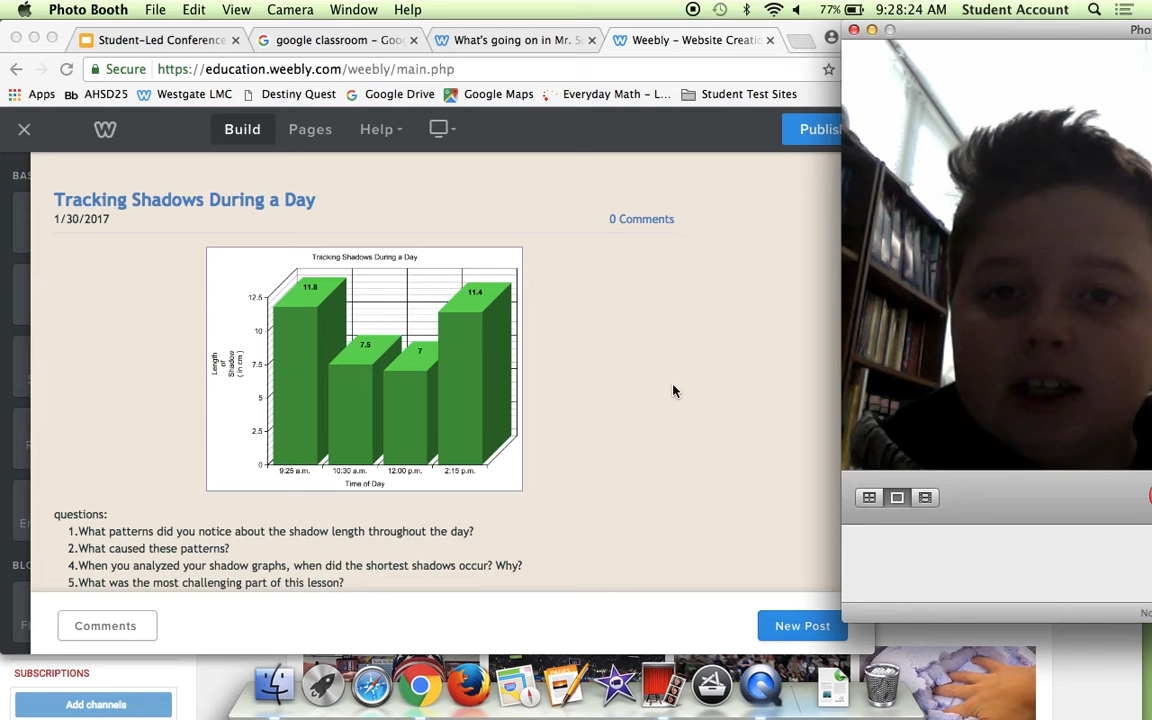 Photo Booth File Edit View Camera Window Help 77% 9:28:24 AM Student Account
Student-Led Conference google classroom – Go What's going on in Mr. S Weebly – Website Creatio
Secure https://education.weebly.com/weebly/main.php
Apps Bb AHSD25 Westgate LMC Destiny Quest Google Drive Google Maps Everyday Math – L... Student Test Sites
Build Pages Help Publis
BAS
Tracking Shadows During a Day
1/30/2017 0 Comments
Tracking Shadows During a Day
12.5
10
7.5
5
2.5
0
11.8
7.5
7
11.4
Length
of
Shadow
( in cm )
9:25 a.m. 10:30 a.m. 12:00 p.m. 2:15 p.m.
Time of Day
questions:
1.What patterns did you notice about the shadow length throughout the day?
2.What caused these patterns?
4.When you analyzed your shadow graphs, when did the shortest shadows occur? Why?
5.What was the most challenging part of this lesson?
BLO
Comments New Post
SUBSCRIPTIONS
Add channels
Pho